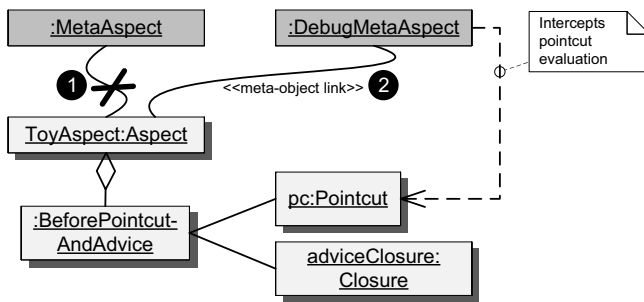 :MetaAspect
:DebugMetaAspect
Intercepts
pointcut
evaluation
1
<<meta-object link>>
2
ToyAspect:Aspect
:BeforePointcut-
AndAdvice
pc:Pointcut
adviceClosure:
Closure